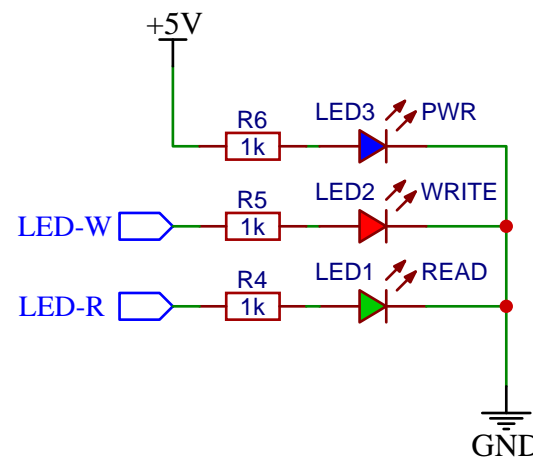 +5V
R6
1k
LED3
PWR
LED-W
R5
1k
LED2
WRITE
LED-R
R4
1k
LED1
READ
GND